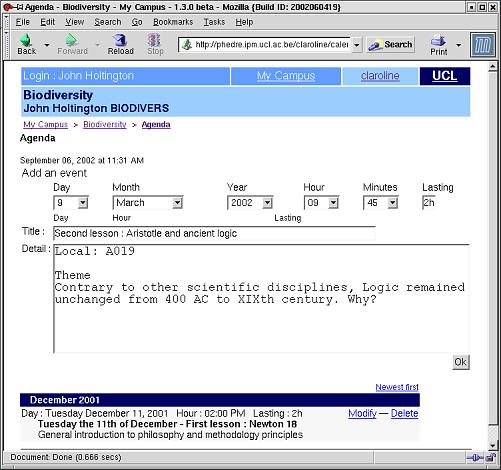 Agenda - Biodiversity - My Campus - 1.3.0 beta - Mozilla {Build ID: 2002060419}
File Edit View Search Go Bookmarks Tasks Help
Back Forward Reload Stop http://phedre.ipm.ucl.ac.be/claroline/caler Search Print
Login : John Holtington My Campus claroline UCL
Biodiversity
John Holtington BIODIVERS
My Campus > Biodiversity > Agenda
Agenda
September 06, 2002 at 11:31 AM
Add an event
Day Month Year Hour Minutes Lasting
9 March 2002 09 45 2h
Day Hour Lasting
Title : Second lesson : Aristotle and ancient logic
Detail : Local: A019
Theme
Contrary to other scientific disciplines, Logic remained
unchanged from 400 AC to XIXth century. Why?
Ok
Newest first
December 2001
Day : Tuesday December 11, 2001 Hour : 02:00 PM Lasting : 2h Modify — Delete
Tuesday the 11th of December - First lesson : Newton 18
General introduction to philosophy and methodology principles
Document: Done (0.666 secs)